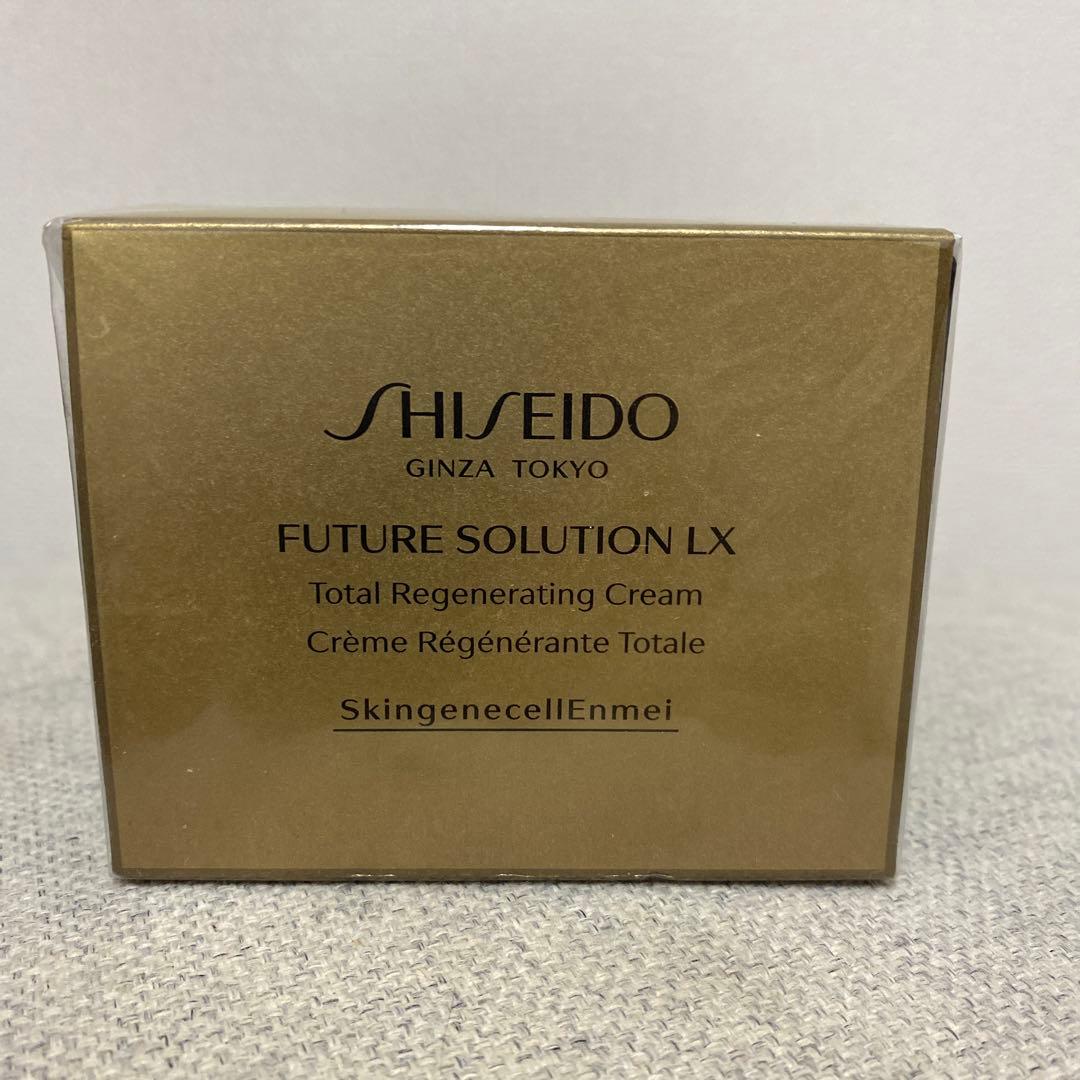 SHISEIDO
GINZA TOKYO
FUTURE SOLUTION LX
Total Regenerating Cream
Crème Régénérante Totale
SkingenecellEnmei